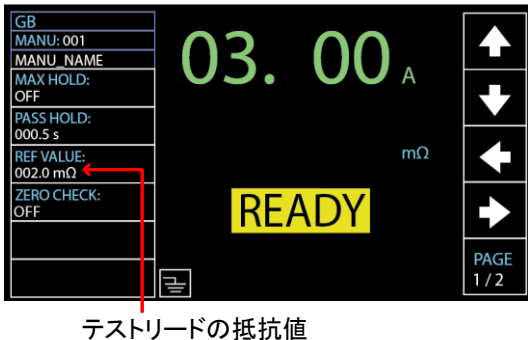 GB
MANU: 001
MANU_NAME
MAX HOLD:
OFF
PASS HOLD:
000.5 s
REF VALUE:
002.0 mΩ
ZERO CHECK:
OFF
03. 00 A
mΩ
READY
PAGE
1 / 2
テストリードの抵抗値